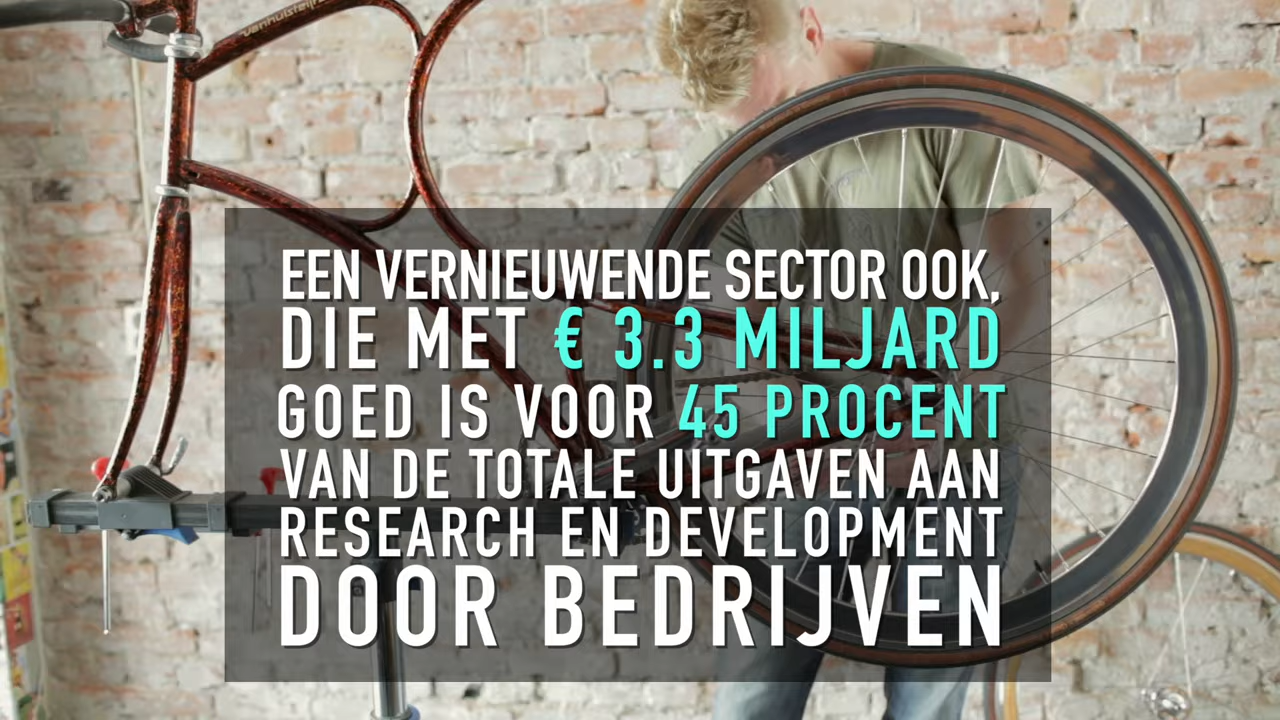 vanhulsteijn
EEN VERNIEUWENDE SECTOR OOK,
DIE MET € 3.3 MILJARD
GOED IS VOOR 45 PROCENT
VAN DE TOTALE UITGAVEN AAN
RESEARCH EN DEVELOPMENT
DOOR BEDRIJVEN